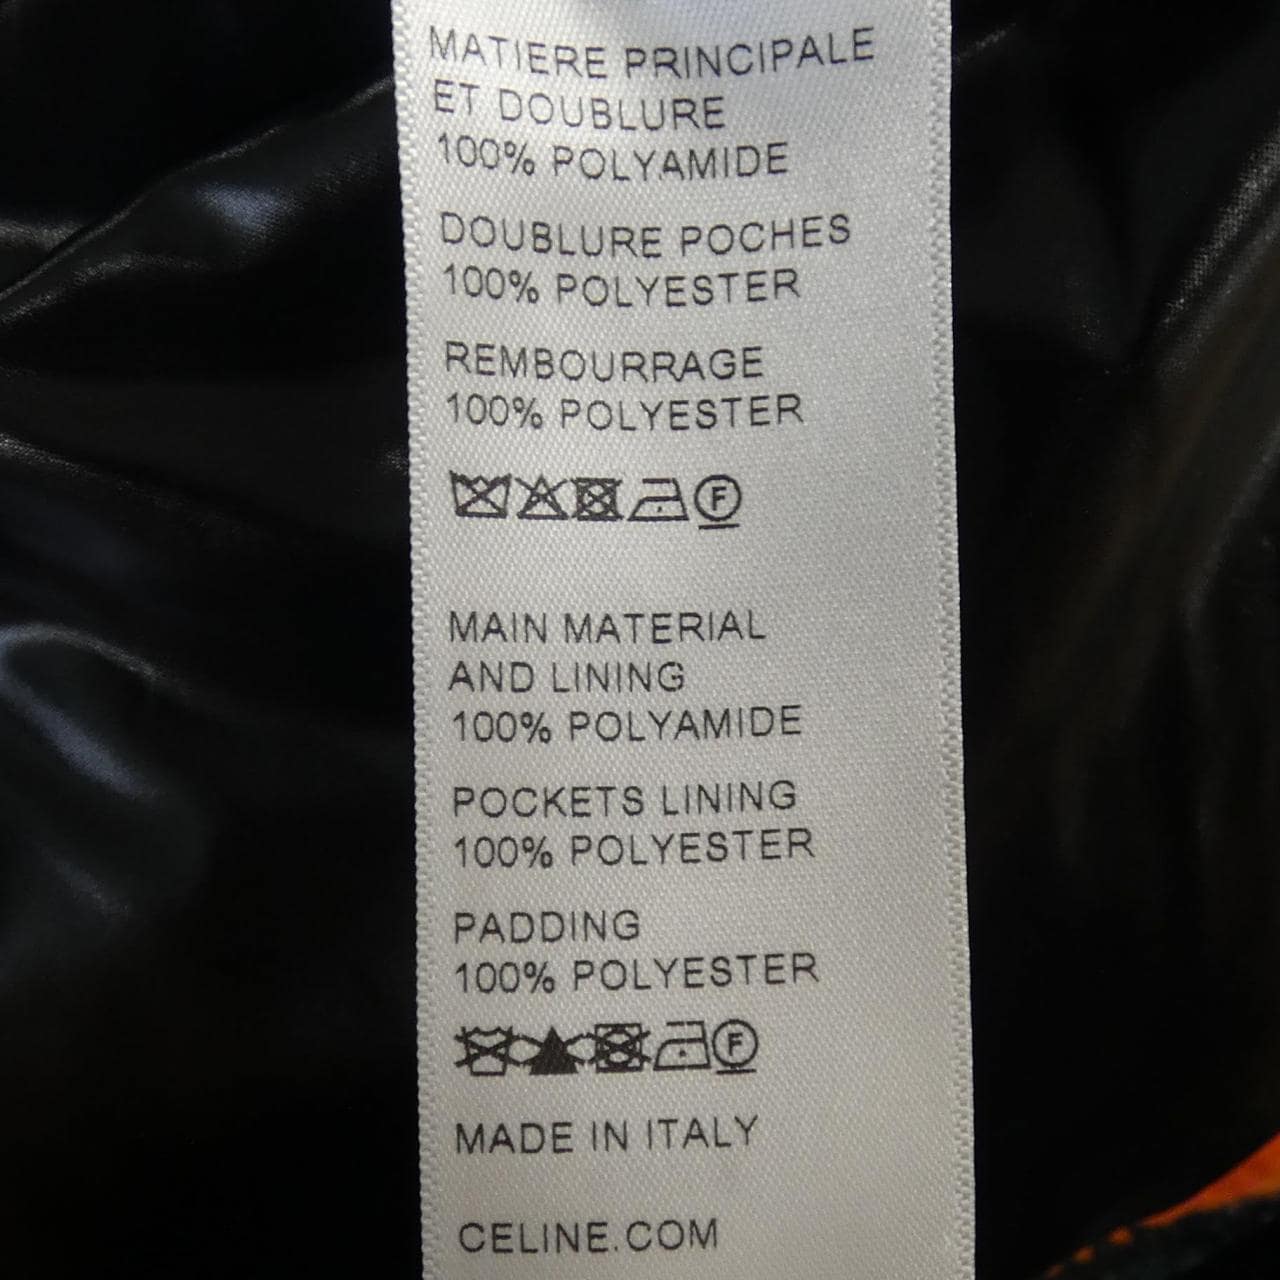 MATIERE PRINCIPALE
ET DOUBLURE
100% POLYAMIDE
DOUBLURE POCHES
100% POLYESTER
REMBOURRAGE
100% POLYESTER
F
MAIN MATERIAL
AND LINING
100% POLYAMIDE
POCKETS LINING
100% POLYESTER
PADDING
100% POLYESTER
F
MADE IN ITALY
CELINE.COM